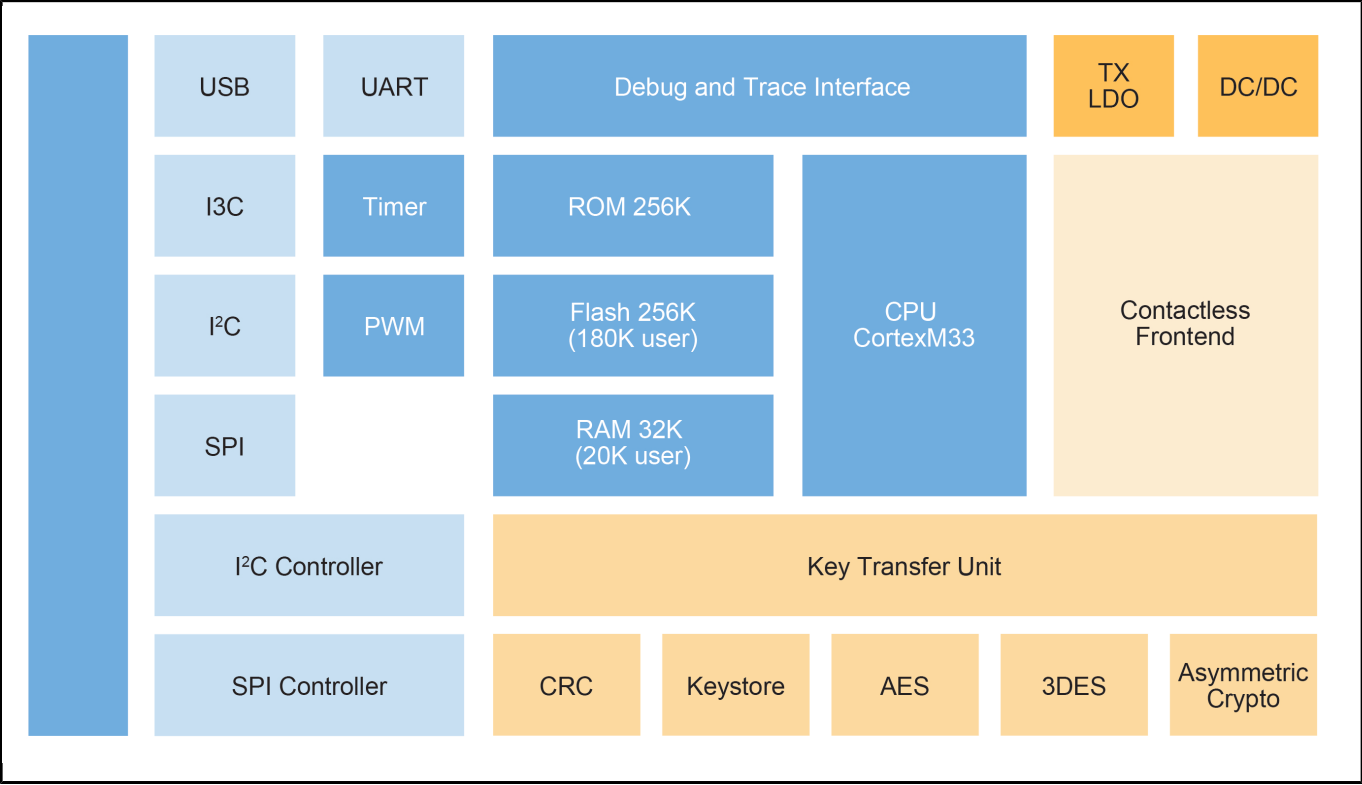 USB
UART
Debug and Trace Interface
TX
LDO
DC/DC
I3C
Timer
ROM 256K
I²C
PWM
Flash 256K
(180K user)
CPU
CortexM33
Contactless
Frontend
SPI
RAM 32K
(20K user)
I²C Controller
Key Transfer Unit
SPI Controller
CRC
Keystore
AES
3DES
Asymmetric
Crypto